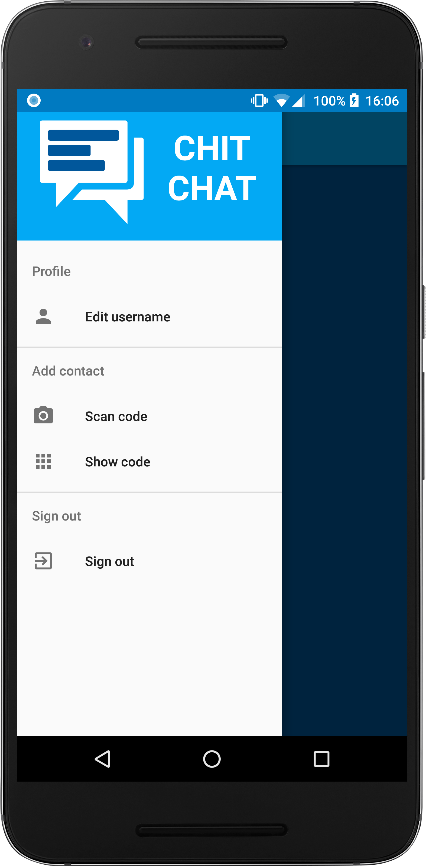 100% 16:06
CHIT
CHAT
Profile
Edit username
Add contact
Scan code
Show code
Sign out
Sign out